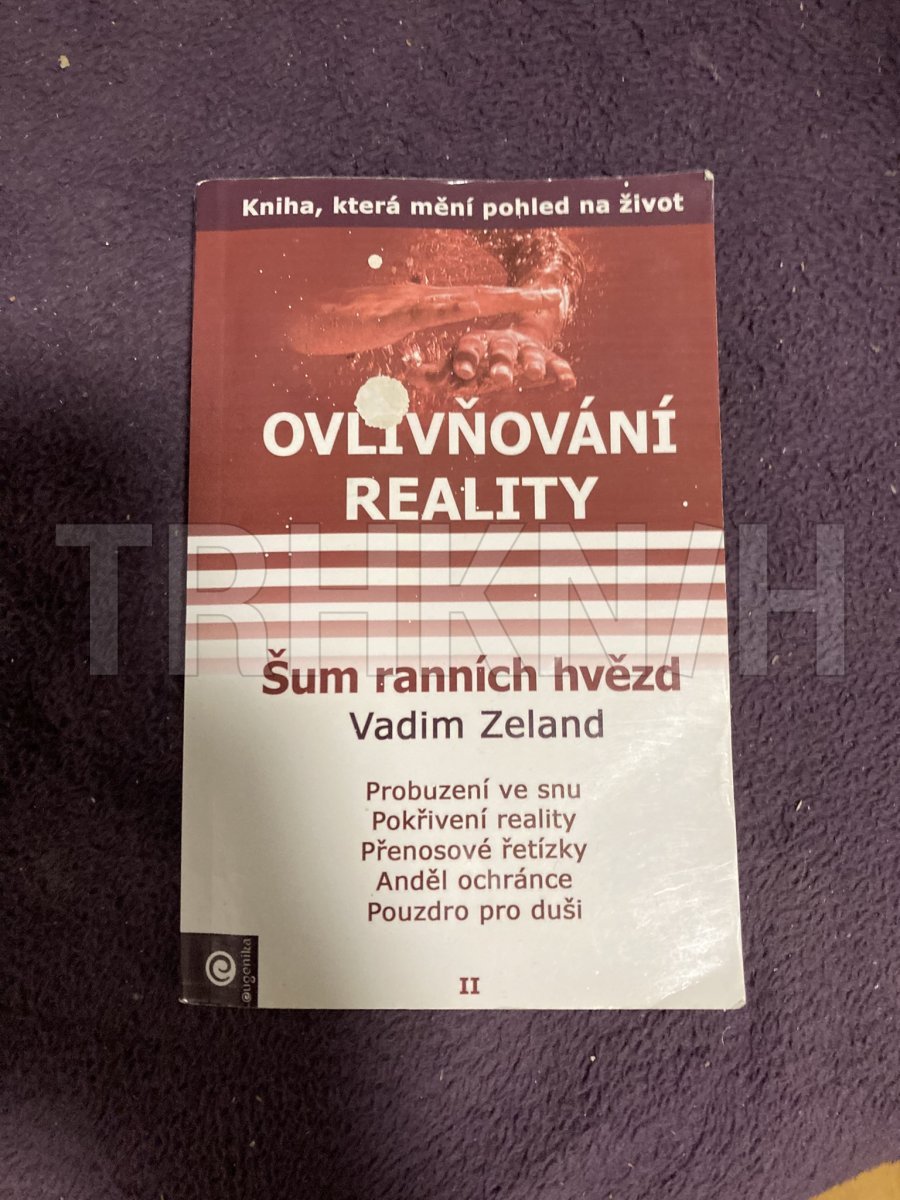 Kniha, která mění pohled na život
OVLIVŇOVÁNÍ
REALITY
TRHKNIH
Šum ranních hvězd
Vadim Zeland
Probuzení ve snu
Pokřivení reality
Přenosové řetízky
Anděl ochránce
Pouzdro pro duši
eugenika
II